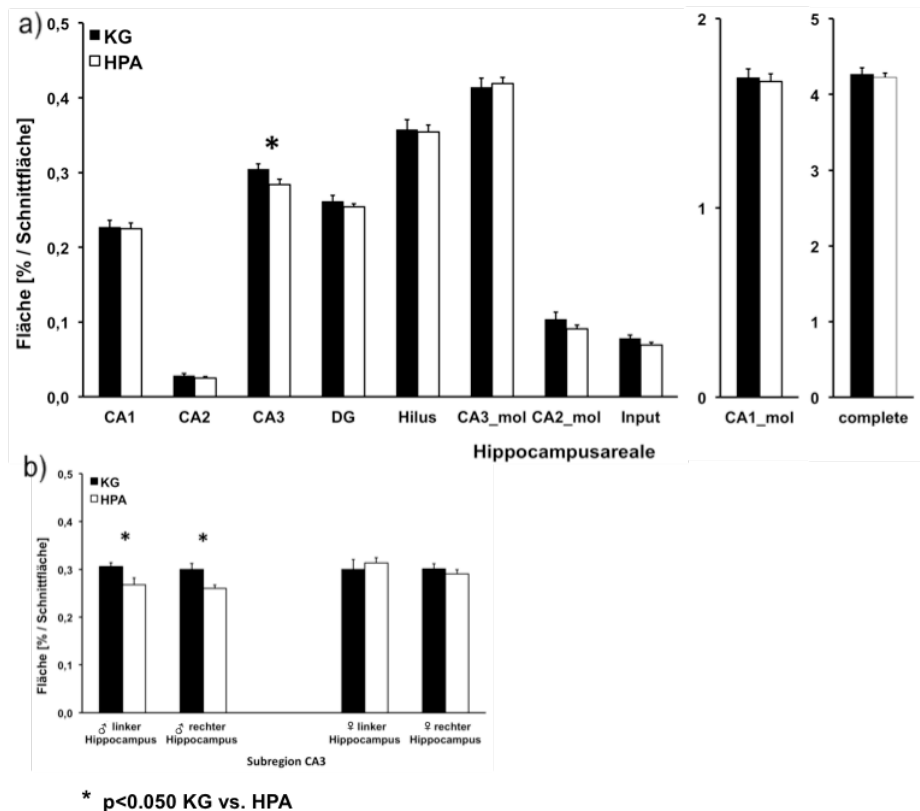 a)
KG
HPA
Fläche [% / Schnittfläche]
0,5
0,4
0,3
0,2
0,1
0,0
*
CA1 CA2 CA3 DG Hilus CA3_mol CA2_mol Input
2
1
0
CA1_mol
5
4
3
2
1
0
complete
Hippocampusareale
b)
KG
HPA
Fläche [% / Schnittfläche]
0,5
0,4
0,3
0,2
0,1
0,0
* *
♂ linker Hippocampus
♂ rechter Hippocampus
♀ linker Hippocampus
♀ rechter Hippocampus
Subregion CA3
* p<0.050 KG vs. HPA